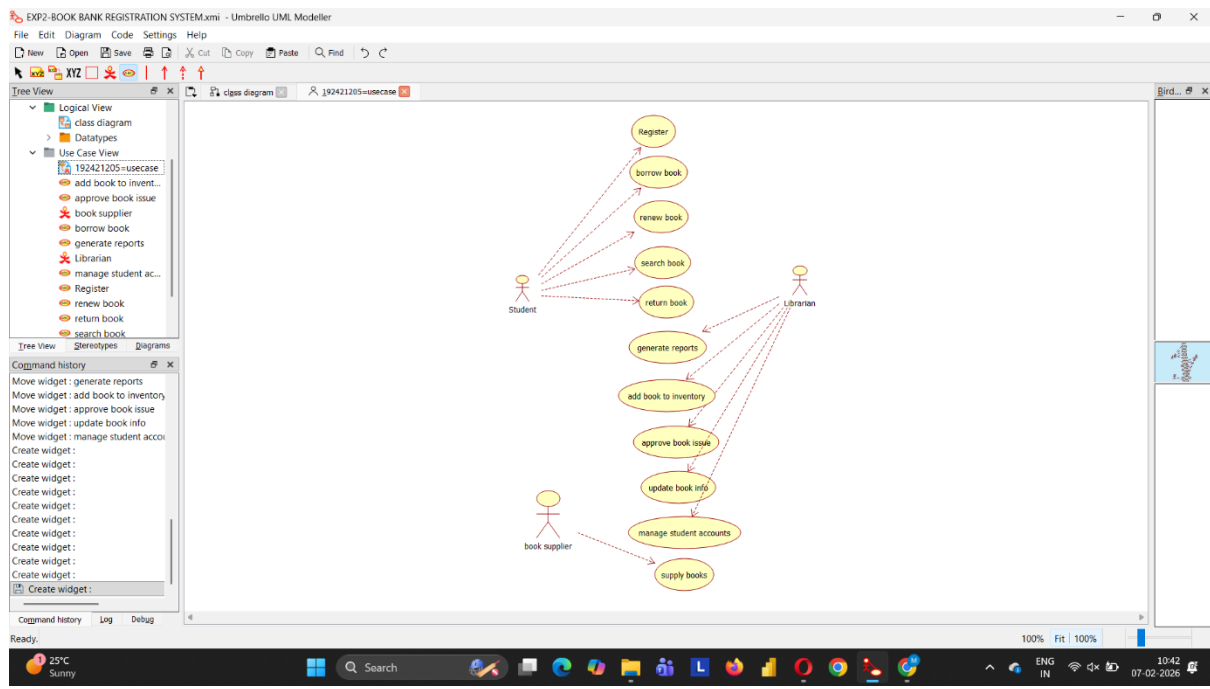 EXP2-BOOK BANK REGISTRATION SYSTEM.xmi - Umbrello UML Modeller
File Edit Diagram Code Settings Help
New Open Save Cut Copy Paste Find
XYZ XYZ
Tree View
class diagram 192421205=usecase
Bird...
Logical View
class diagram
Datatypes
Use Case View
192421205=usecase
add book to invent...
approve book issue
book supplier
borrow book
generate reports
Librarian
manage student ac...
Register
renew book
return book
search book
Tree View Stereotypes Diagrams
Command history
Move widget : generate reports
Move widget : add book to inventory
Move widget : approve book issue
Move widget : update book info
Move widget : manage student accou
Create widget :
Create widget :
Create widget :
Create widget :
Create widget :
Create widget :
Create widget :
Create widget :
Create widget :
Create widget :
Create widget :
Command history Log Debug
Register
borrow book
renew book
search book
return book
Student
Librarian
generate reports
add book to inventory
approve book issue
update book info
manage student accounts
book supplier
supply books
Ready.
100% Fit 100%
1
25°C
Sunny
Search
L
M
ENG
IN
10:42
07-02-2026